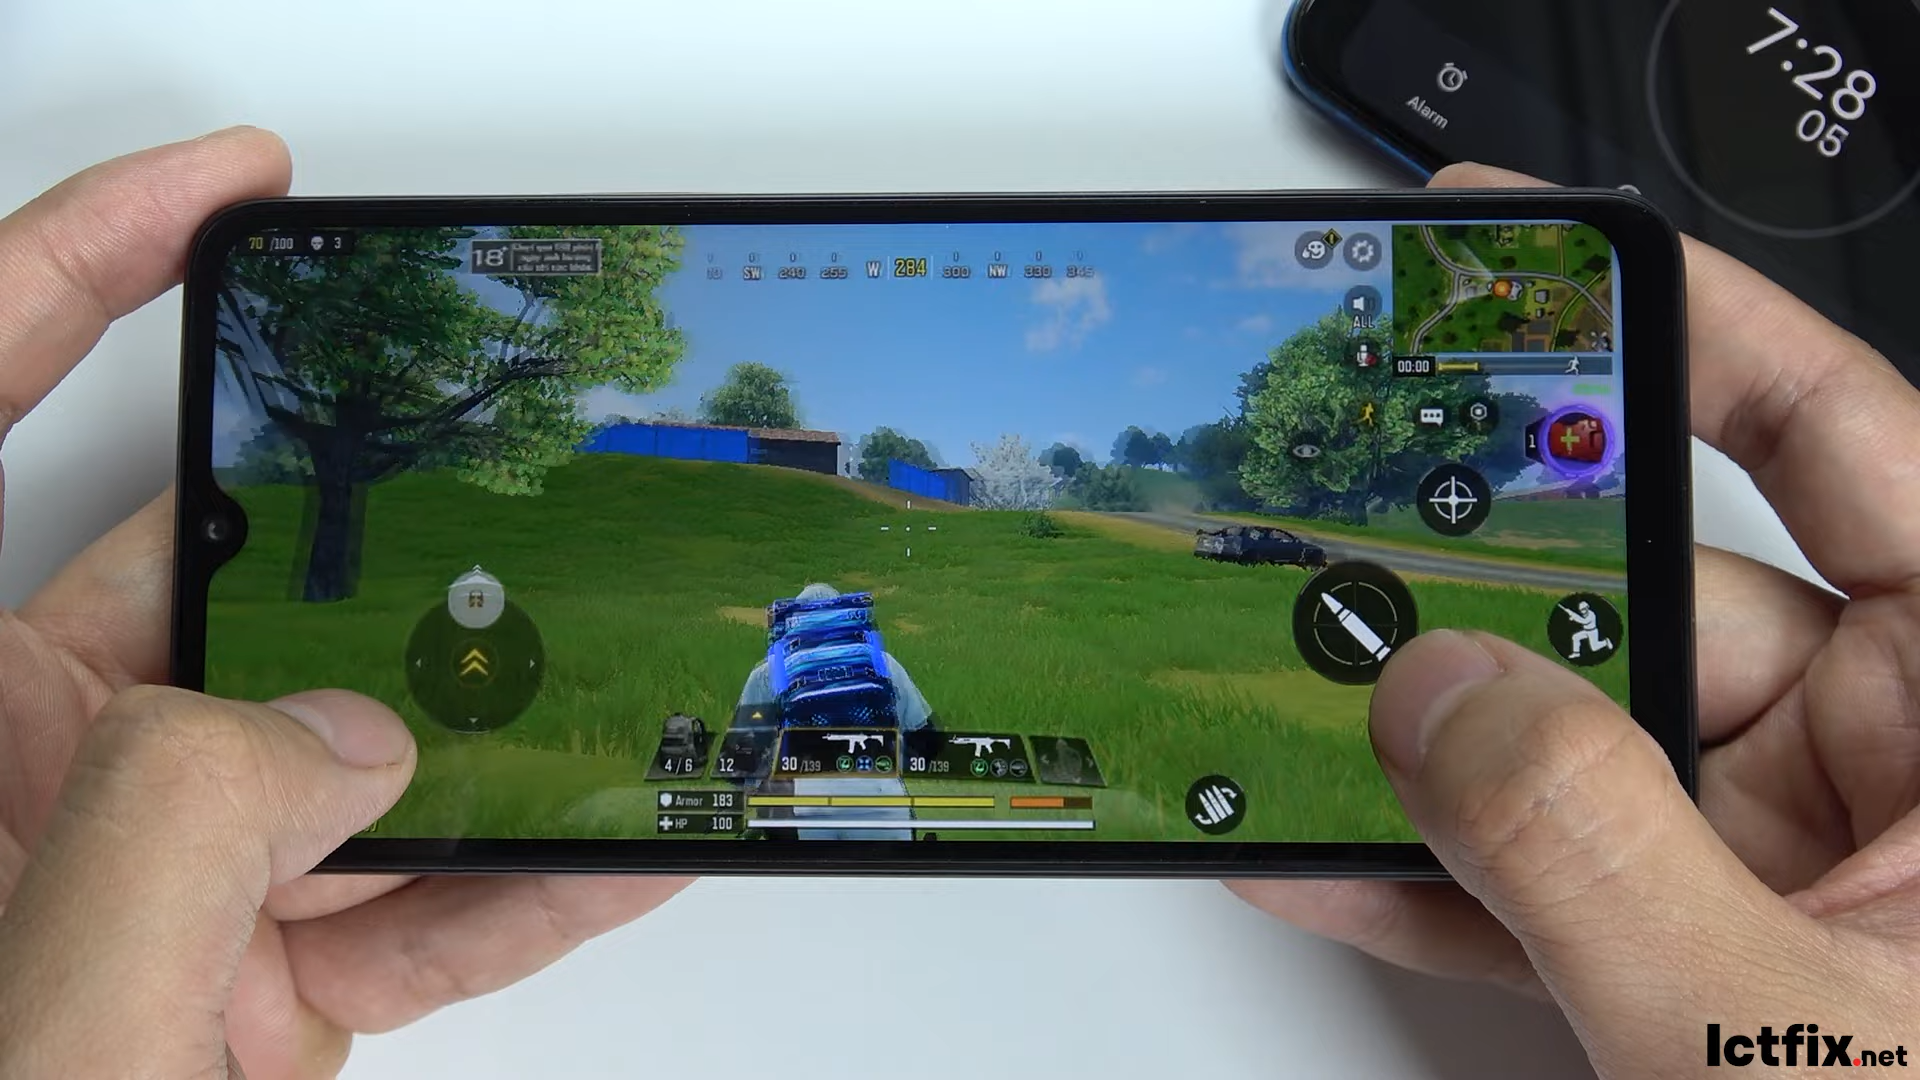 7:28
05
Alarm
70 /100 3
18+
SW 240 255 W 284 300 NW 330 345
ALL
00:00
1
4/6 12 30/139 30/139
Armor 183
HP 100
Ictfix.net